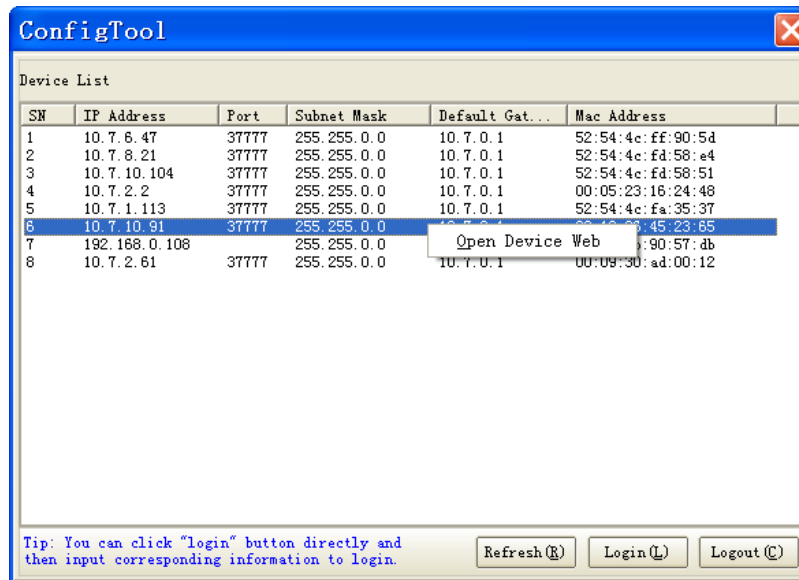 ConfigTool
Device List
SN IP Address Port Subnet Mask Default Gat... Mac Address
1 10.7.6.47 37777 255.255.0.0 10.7.0.1 52:54:4c:ff:90:5d
2 10.7.8.21 37777 255.255.0.0 10.7.0.1 52:54:4c:fd:58:e4
3 10.7.10.104 37777 255.255.0.0 10.7.0.1 52:54:4c:fd:58:51
4 10.7.2.2 37777 255.255.0.0 10.7.0.1 00:05:23:16:24:48
5 10.7.1.113 37777 255.255.0.0 10.7.0.1 52:54:4c:fa:35:37
6 10.7.10.91 37777 255.255.0.0 :45:23:65
Open Device Web
7 192.168.0.108 255.255.0.0 :90:57:db
8 10.7.2.61 37777 255.255.0.0 10.7.0.1 00:09:30:ad:00:12
Tip: You can click "login" button directly and
then input corresponding information to login.
Refresh(R) Login(L) Logout(C)